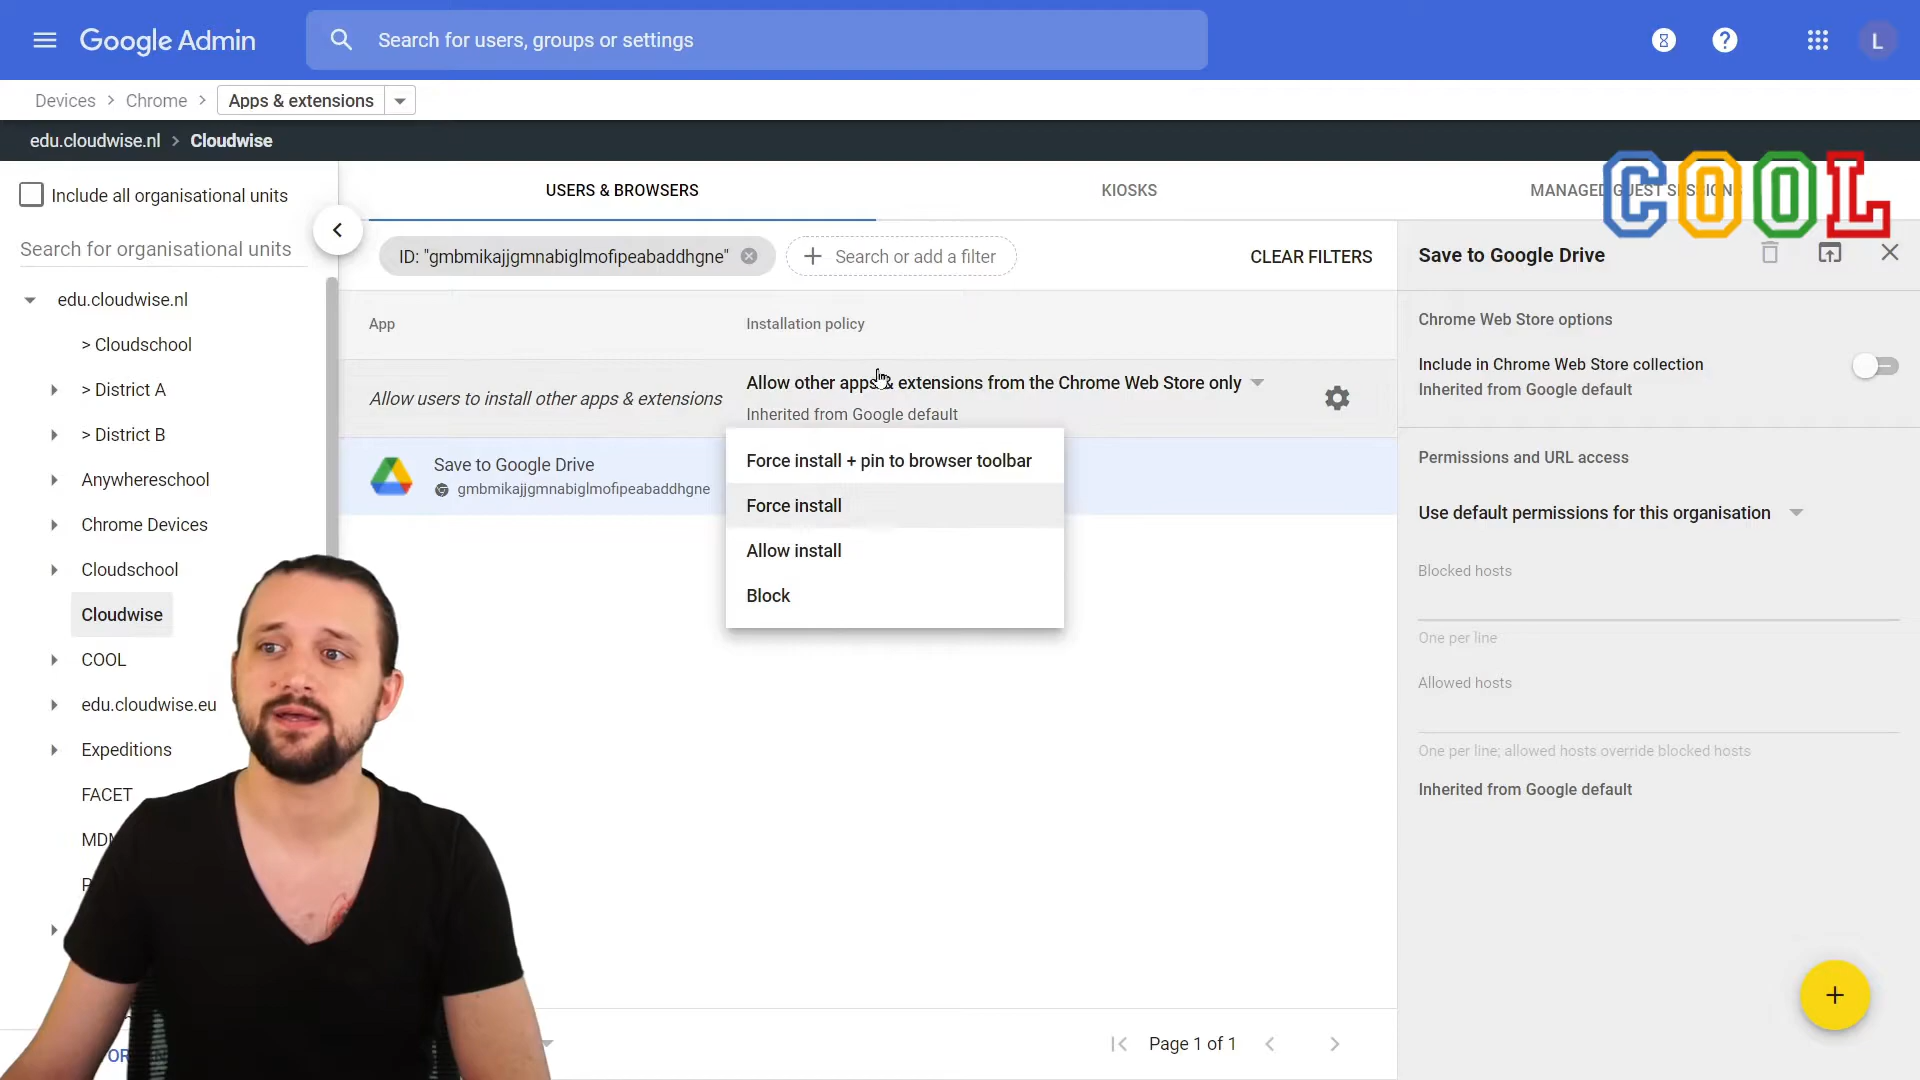 Google Admin
Search for users, groups or settings
L
Devices > Chrome > Apps & extensions
edu.cloudwise.nl > Cloudwise
COOL
Include all organisational units
Search for organisational units
edu.cloudwise.nl
> Cloudschool
> District A
> District B
Anywhereschool
Chrome Devices
Cloudschool
Cloudwise
COOL
edu.cloudwise.eu
Expeditions
FACET
USERS & BROWSERS
KIOSKS
MANAGED GUEST SESSIONS
ID: "gmbmikajjgmnabiglmofipeabaddhgne"
+ Search or add a filter
CLEAR FILTERS
App
Installation policy
Allow users to install other apps & extensions
Allow other apps & extensions from the Chrome Web Store only
Inherited from Google default
Save to Google Drive
gmbmikajjgmnabiglmofipeabaddhgne
Force install + pin to browser toolbar
Force install
Allow install
Block
Page 1 of 1
Save to Google Drive
Chrome Web Store options
Include in Chrome Web Store collection
Inherited from Google default
Permissions and URL access
Use default permissions for this organisation
Blocked hosts
One per line
Allowed hosts
One per line; allowed hosts override blocked hosts
Inherited from Google default